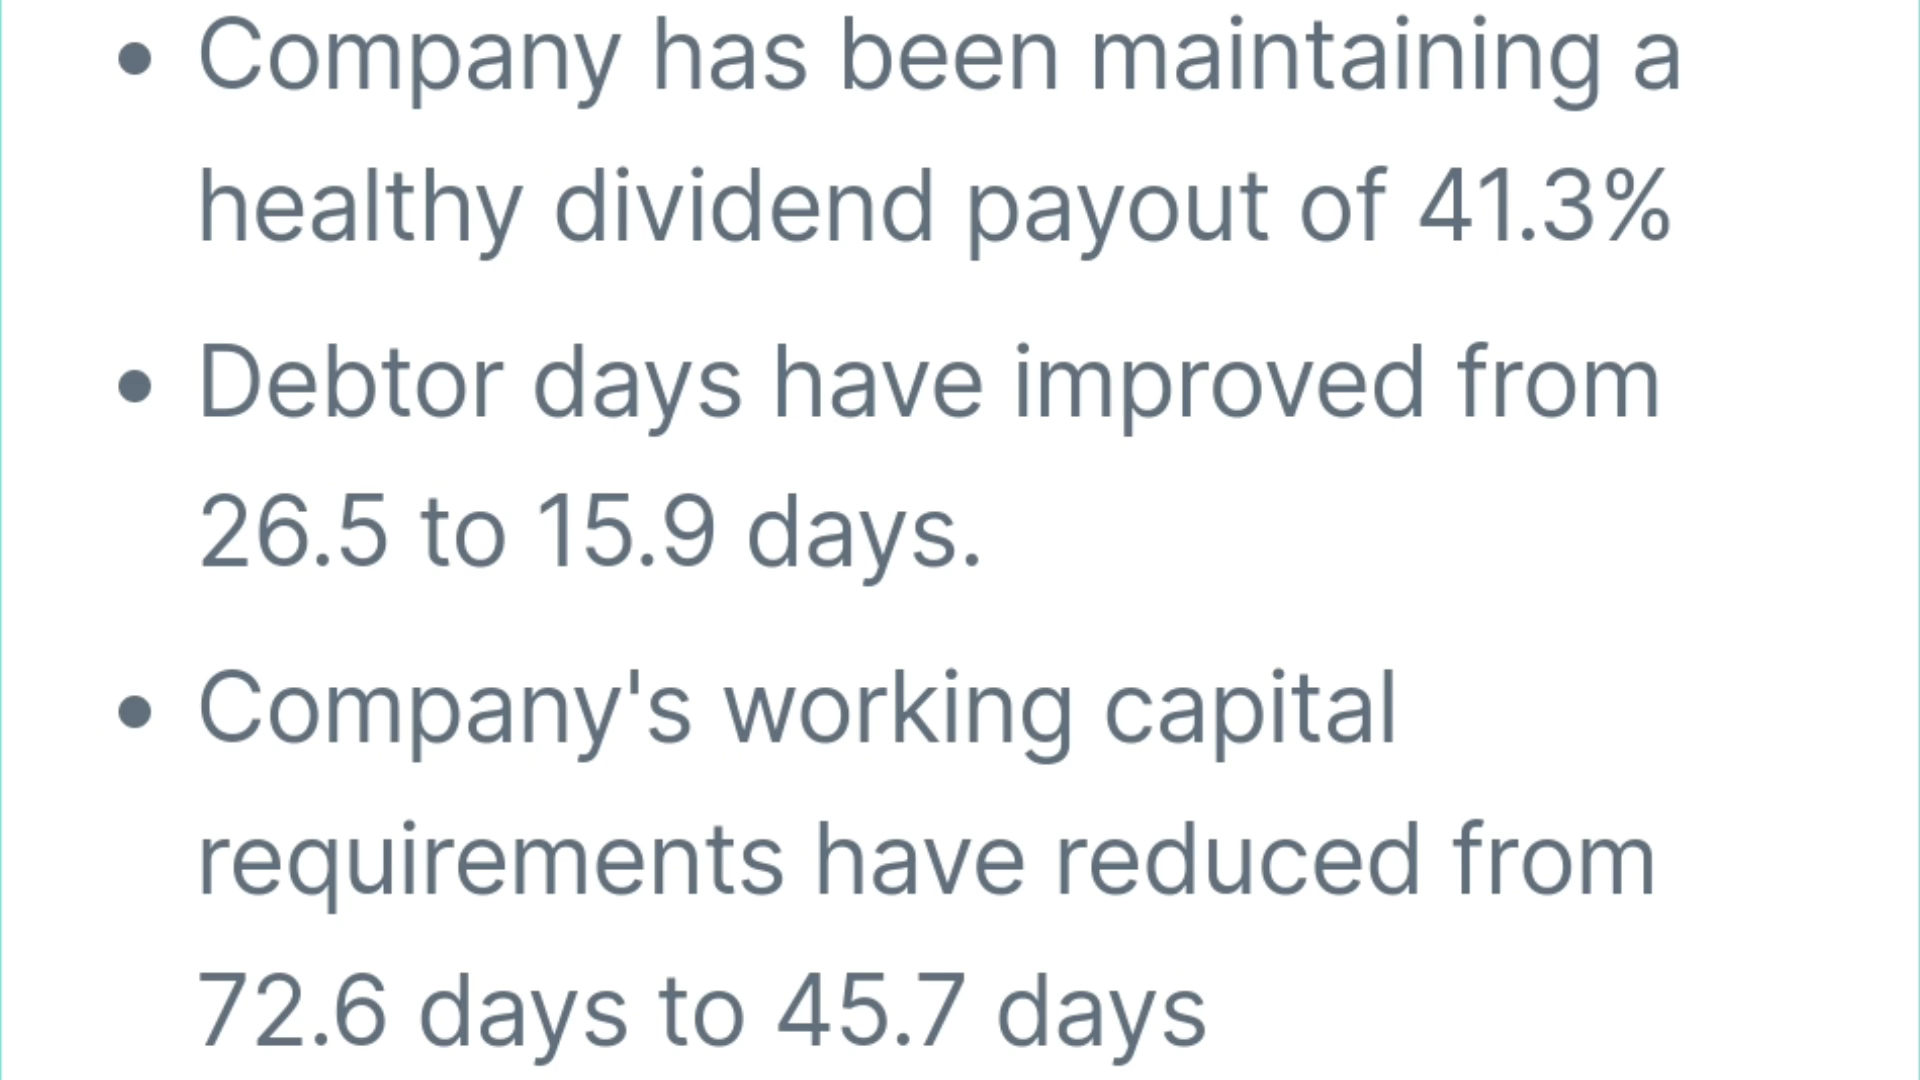 • Company has been maintaining a
healthy dividend payout of 41.3%
• Debtor days have improved from
26.5 to 15.9 days.
• Company's working capital
requirements have reduced from
72.6 days to 45.7 days